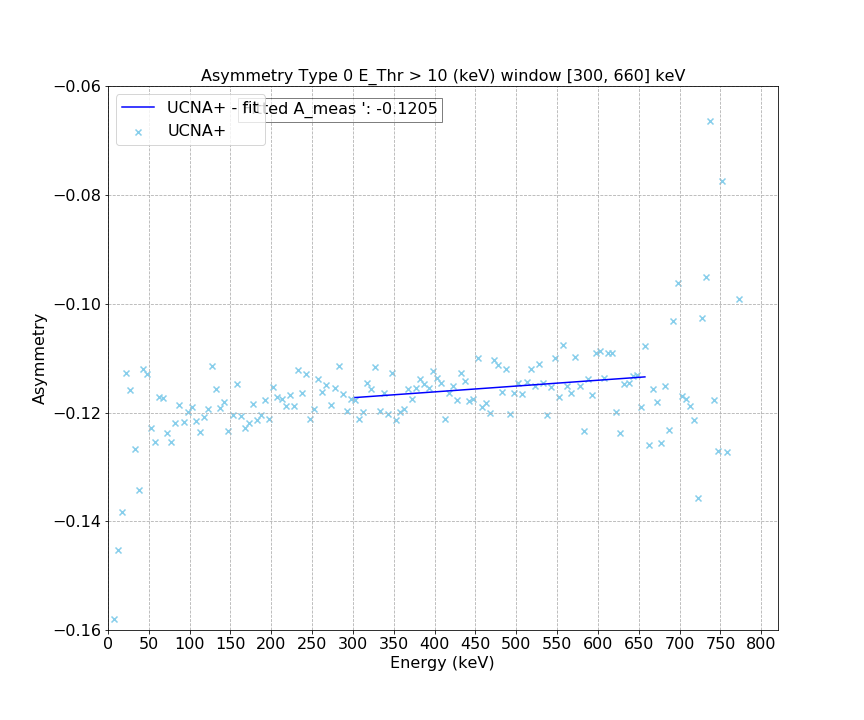 Asymmetry Type 0 E_Thr > 10 (keV) window [300, 660] keV
UCNA+ - fit
tted A_meas ': -0.1205
UCNA+
−0.06
−0.08
−0.10
−0.12
−0.14
−0.16
Asymmetry
0 50 100 150 200 250 300 350 400 450 500 550 600 650 700 750 800
Energy (keV)